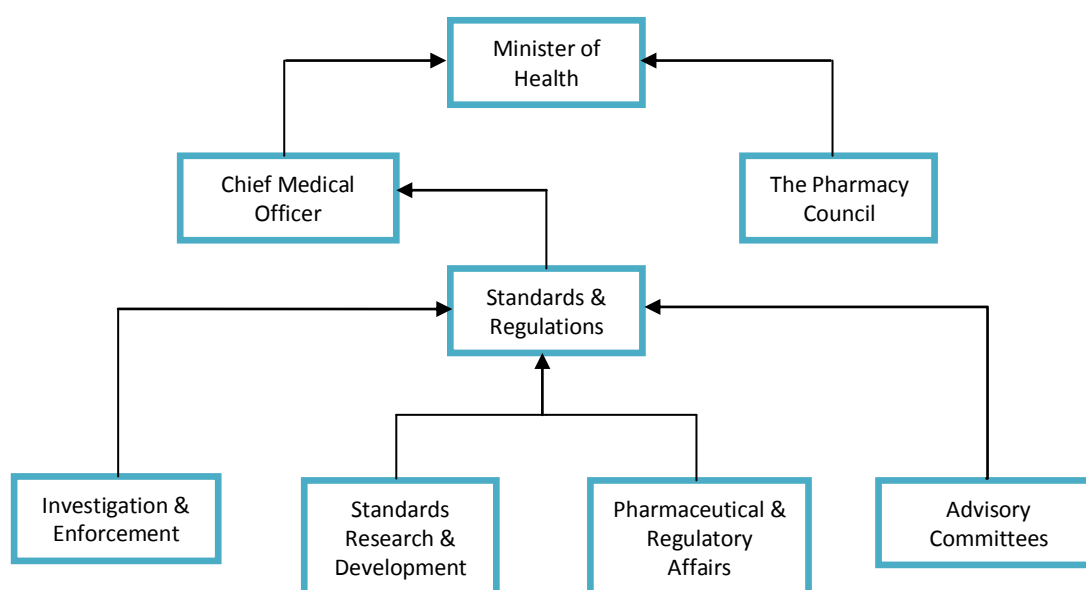 Minister of
Health
Chief Medical
Officer
The Pharmacy
Council
Standards &
Regulations
Investigation &
Enforcement
Standards
Research &
Development
Pharmaceutical &
Regulatory
Affairs
Advisory
Committees